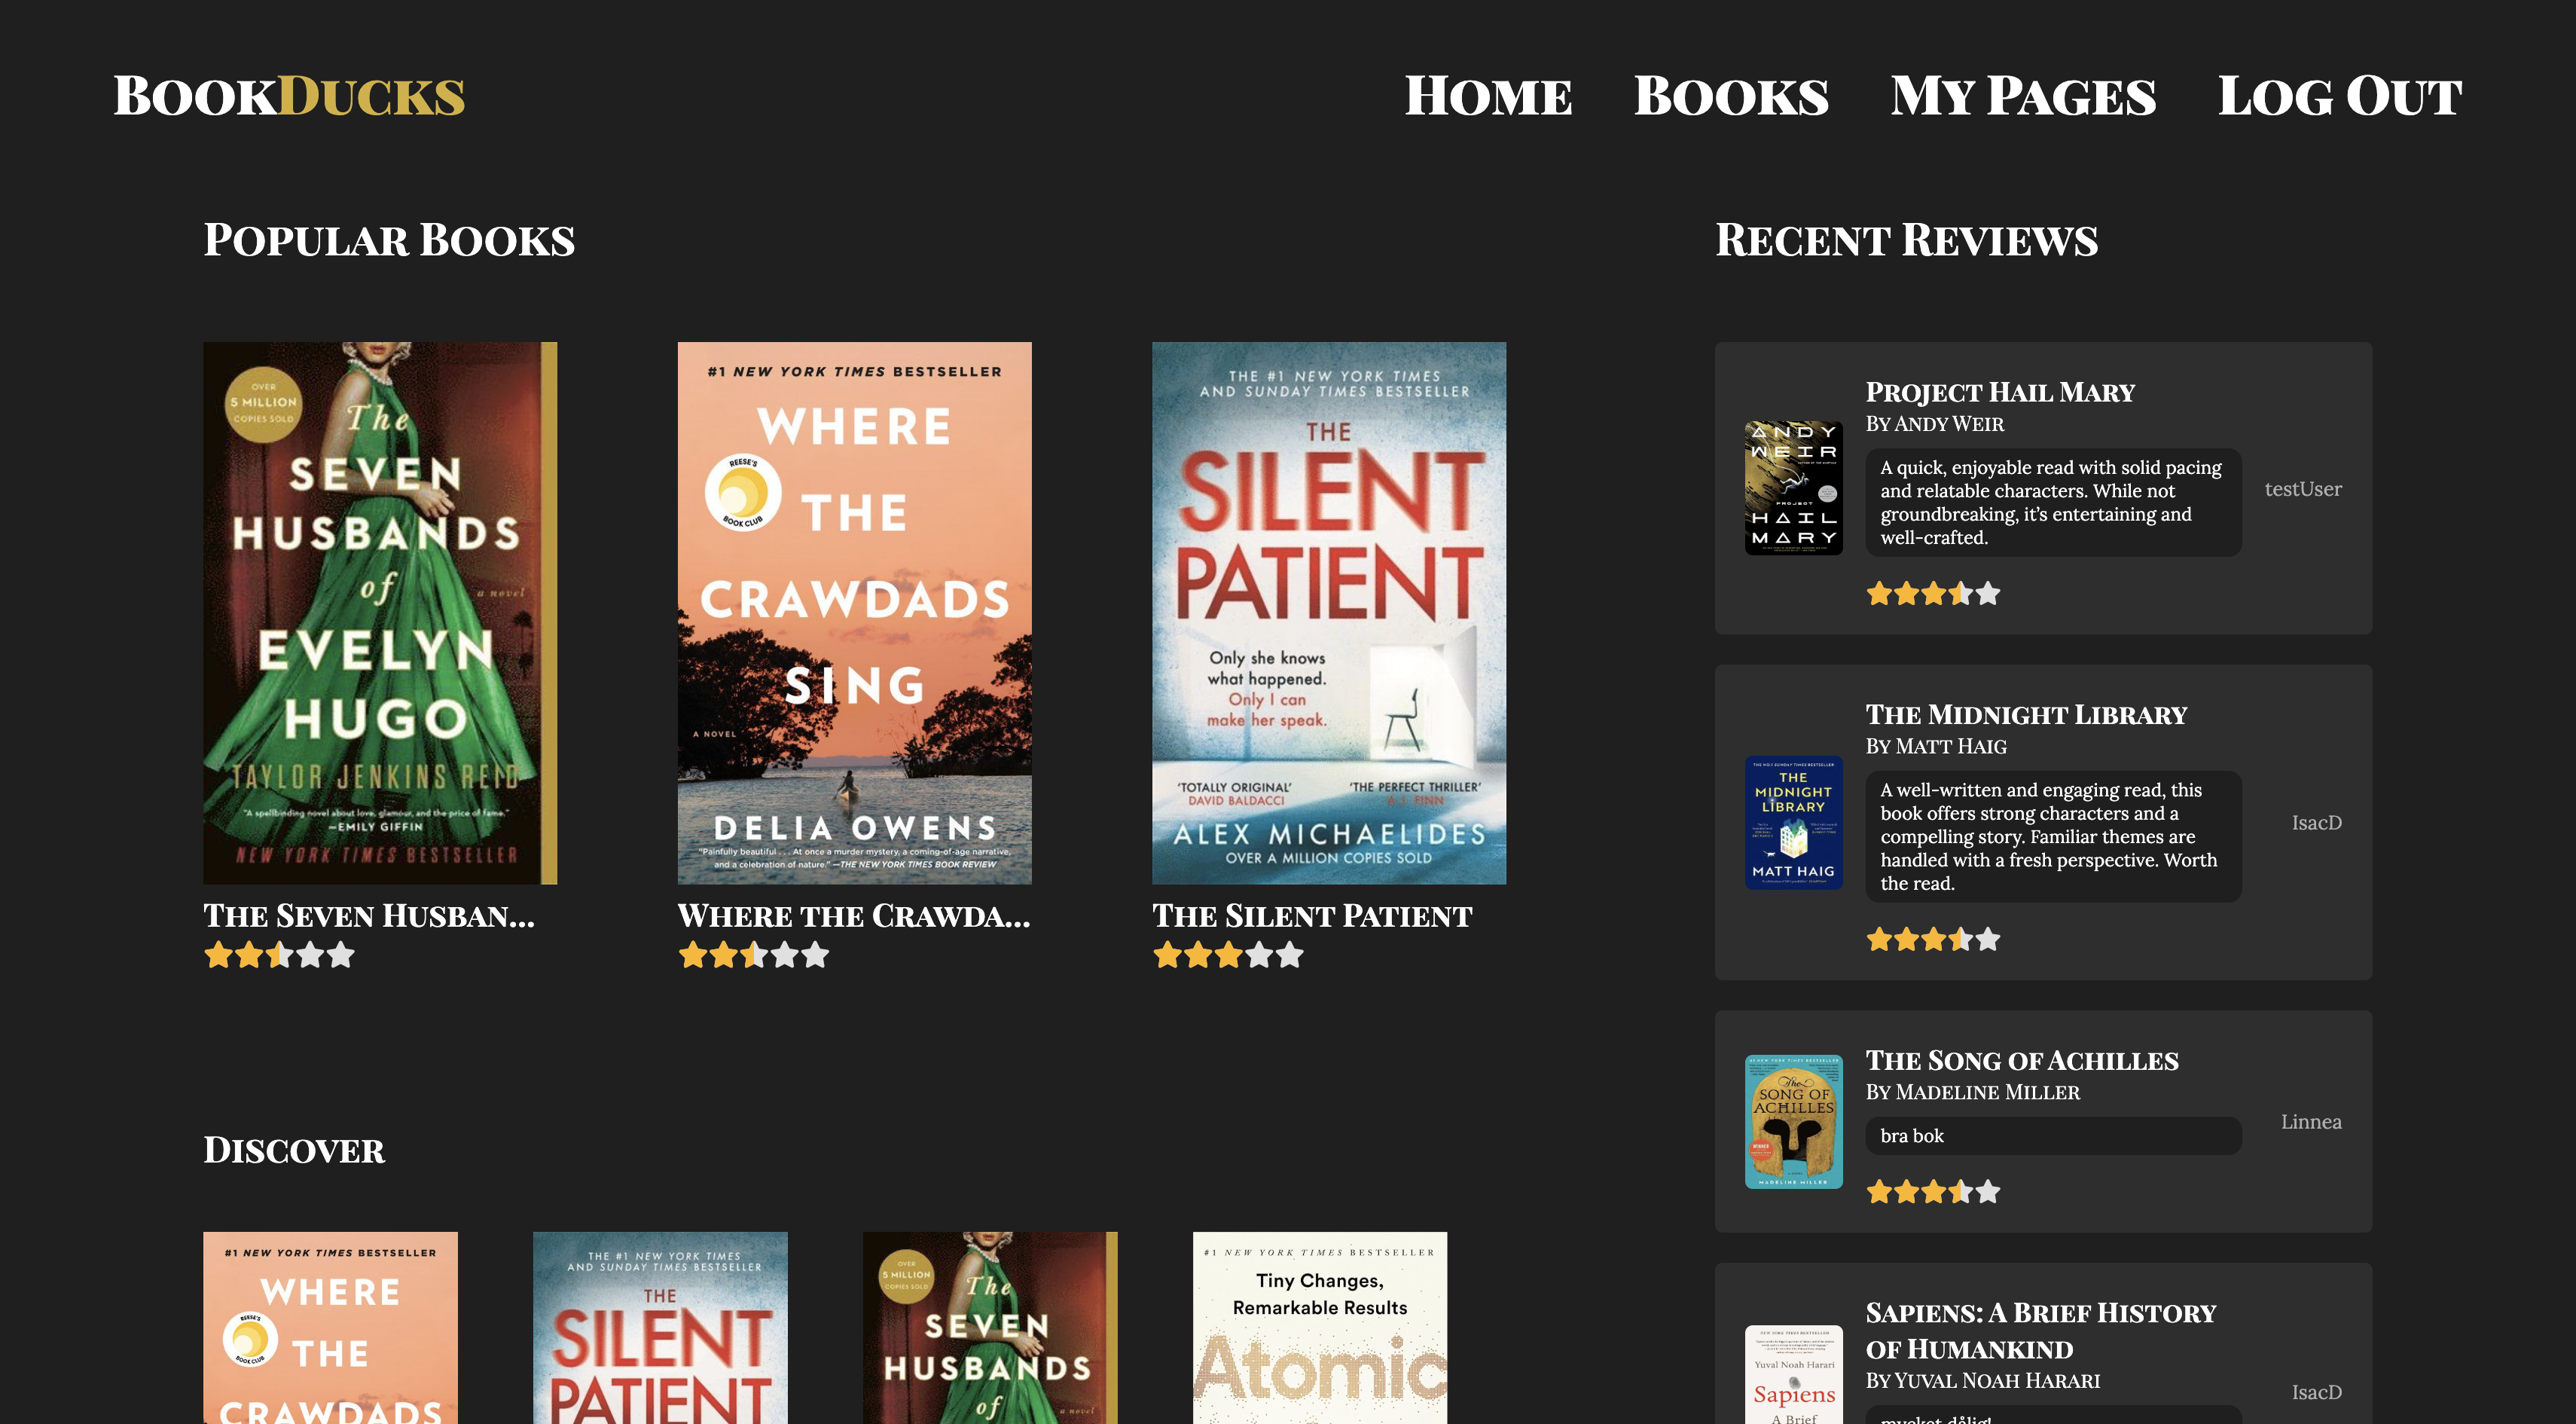 BookDucks
Home Books My Pages Log Out
Popular Books
OVER
5 MILLION
COPIES SOLD
The
SEVEN
HUSBANDS
of
a novel
EVELYN
HUGO
TAYLOR JENKINS REID
"A spellbinding novel about love, glamour, and the price of fame."
—EMILY GIFFIN
NEW YORK TIMES BESTSELLER
The Seven Husban...
#1 NEW YORK TIMES BESTSELLER
WHERE
REESE'S
BOOK CLUB
THE
CRAWDADS
SING
A NOVEL
DELIA OWENS
"Painfully beautiful . . . At once a murder mystery, a coming-of-age narrative,
and a celebration of nature." —THE NEW YORK TIMES BOOK REVIEW
Where the Crawda...
THE #1 NEW YORK TIMES
AND SUNDAY TIMES BESTSELLER
THE
SILENT
PATIENT
Only she knows
what happened.
Only I can
make her speak.
'TOTALLY ORIGINAL'
DAVID BALDACCI
'THE PERFECT THRILLER'
A.J. FINN
ALEX MICHAELIDES
OVER A MILLION COPIES SOLD
The Silent Patient
Discover
#1 NEW YORK TIMES BESTSELLER
WHERE
REESE'S
BOOK CLUB
THE
CRAWDADS
THE #1 NEW YORK TIMES
AND SUNDAY TIMES BESTSELLER
THE
SILENT
PATIENT
OVER
5 MILLION
COPIES SOLD
The
SEVEN
HUSBANDS
of
a novel
#1 NEW YORK TIMES BESTSELLER
Tiny Changes,
Remarkable Results
Atomic
Recent Reviews
ANDY
WEIR
PROJECT
HAIL
MARY
Project Hail Mary
By Andy Weir
A quick, enjoyable read with solid pacing
and relatable characters. While not
groundbreaking, it's entertaining and
well-crafted.
testUser
THE
MIDNIGHT
LIBRARY
MATT HAIG
The Midnight Library
By Matt Haig
A well-written and engaging read, this
book offers strong characters and a
compelling story. Familiar themes are
handled with a fresh perspective. Worth
the read.
IsacD
The
SONG OF
ACHILLES
MADELINE MILLER
The Song of Achilles
By Madeline Miller
bra bok
Linnea
Yuval Noah Harari
Sapiens
A Brief
Sapiens: A Brief History
of Humankind
By Yuval Noah Harari
mycket dålig!
IsacD